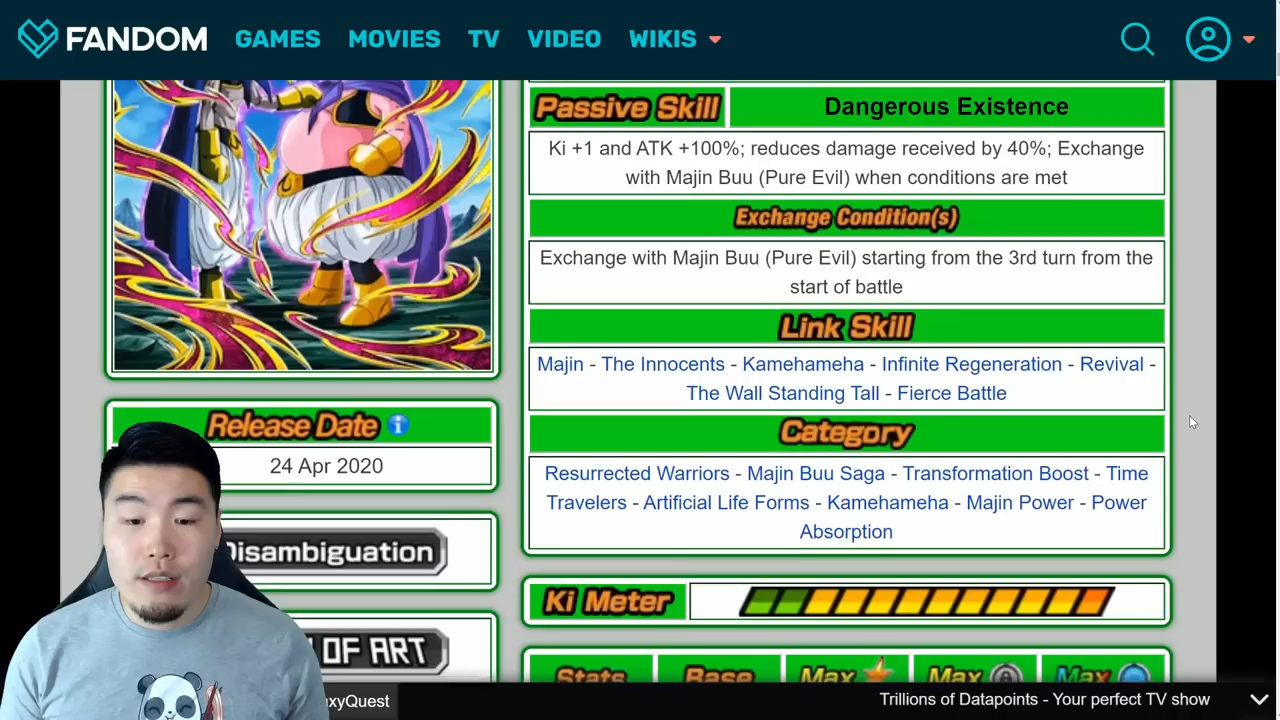 FANDOM GAMES MOVIES TV VIDEO WIKIS
Passive Skill Dangerous Existence
Ki +1 and ATK +100%; reduces damage received by 40%; Exchange
with Majin Buu (Pure Evil) when conditions are met
Exchange Condition(s)
Exchange with Majin Buu (Pure Evil) starting from the 3rd turn from the
start of battle
Link Skill
Majin - The Innocents - Kamehameha - Infinite Regeneration - Revival -
The Wall Standing Tall - Fierce Battle
Category
Resurrected Warriors - Majin Buu Saga - Transformation Boost - Time
Travelers - Artificial Life Forms - Kamehameha - Majin Power - Power
Absorption
Release Date
24 Apr 2020
Disambiguation
OF ART
Ki Meter
Stats Base Max Max Max
xyQuest
Trillions of Datapoints - Your perfect TV show